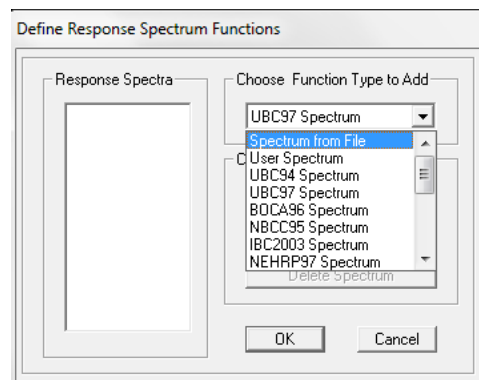 Define Response Spectrum Functions
Response Spectra
Choose Function Type to Add
UBC97 Spectrum
Spectrum from File
User Spectrum
UBC94 Spectrum
UBC97 Spectrum
BOCA96 Spectrum
NBCC95 Spectrum
IBC2003 Spectrum
NEHRP97 Spectrum
Delete Spectrum
OK
Cancel